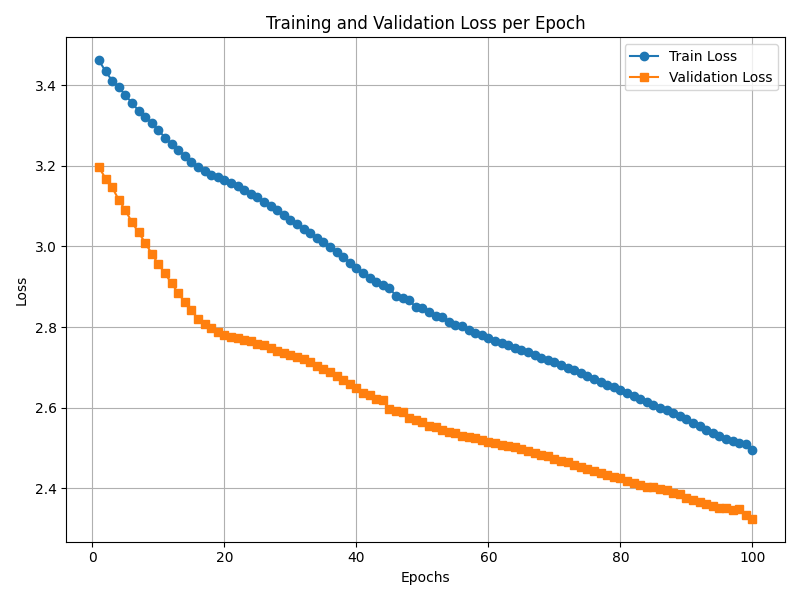 Training and Validation Loss per Epoch
Train Loss
Validation Loss
3.4
3.2
3.0
2.8
2.6
2.4
Loss
0 20 40 60 80 100
Epochs